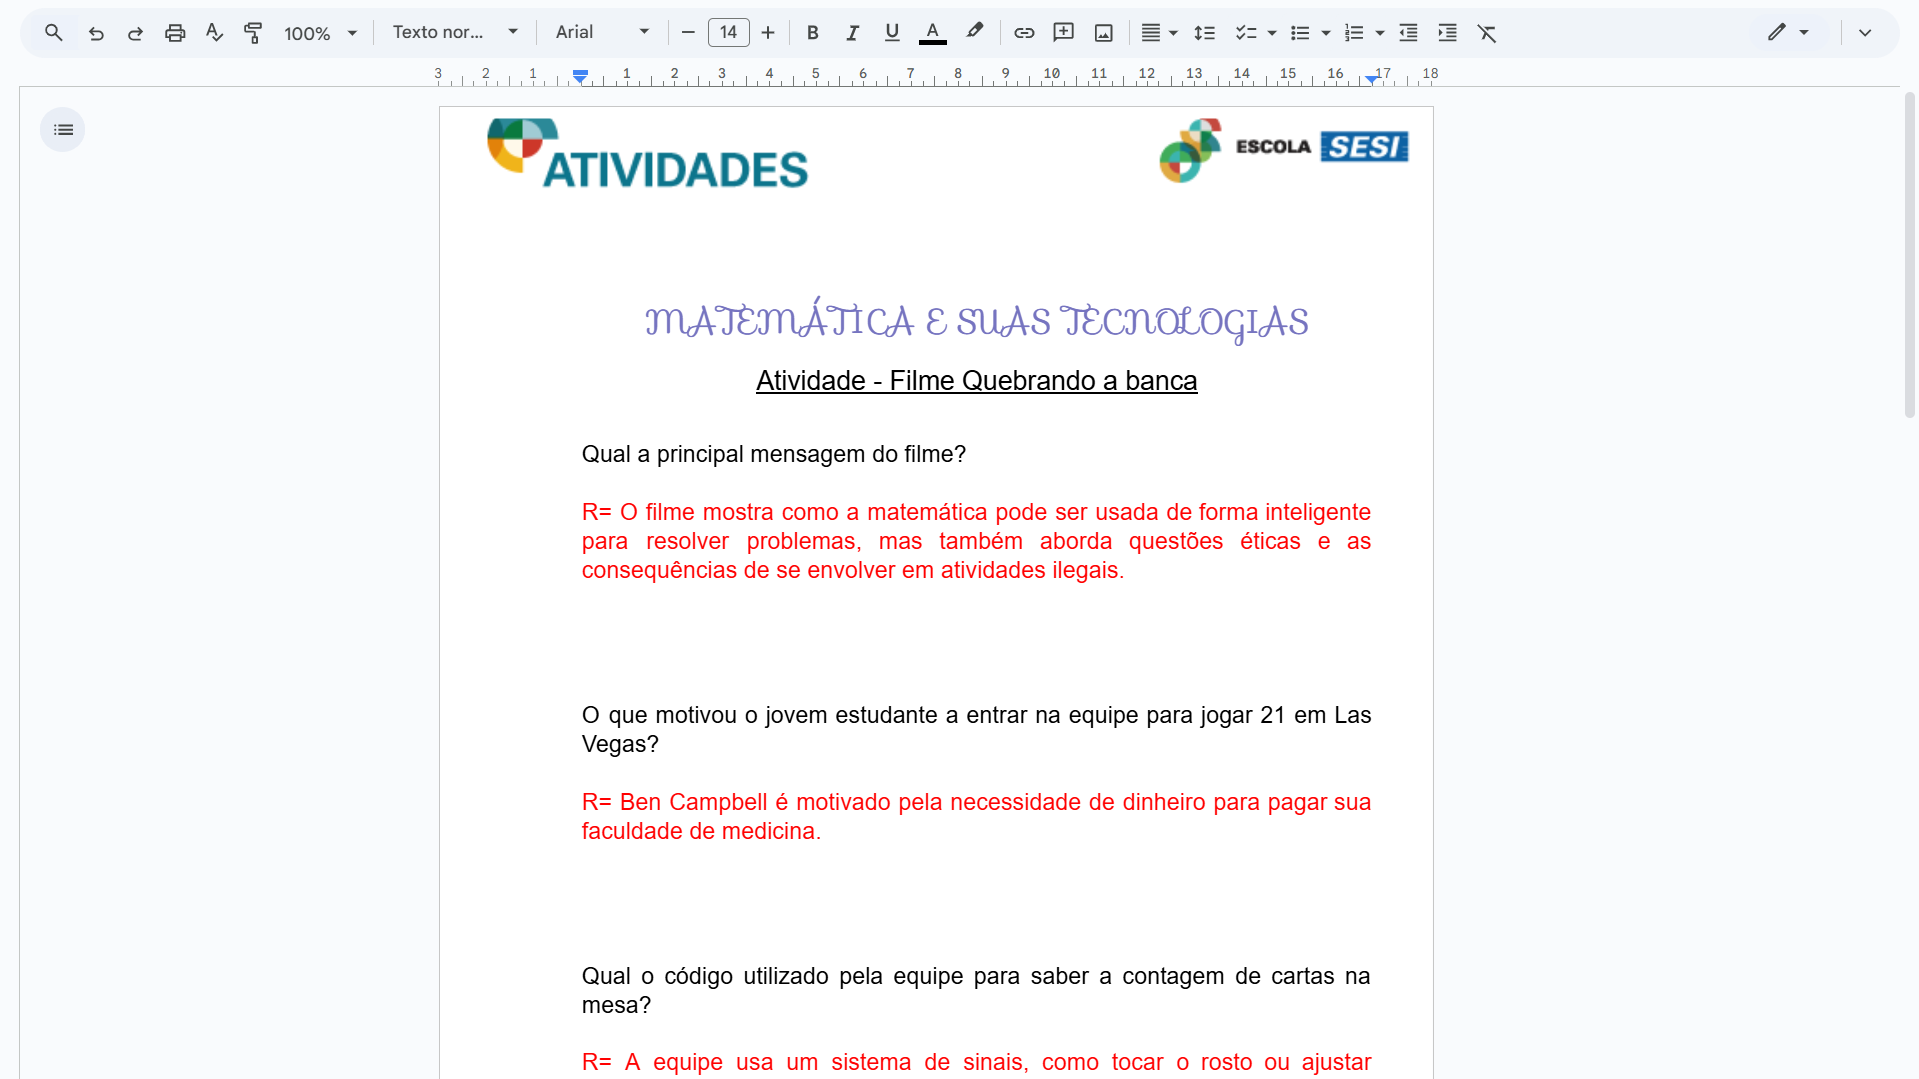 100% Texto nor... Arial 14 B I U A
3 2 1 1 2 3 4 5 6 7 8 9 10 11 12 13 14 15 16 17 18
ATIVIDADES
ESCOLA SESI
MATEMÁTICA E SUAS TECNOLOGIAS
Atividade - Filme Quebrando a banca
Qual a principal mensagem do filme?
R= O filme mostra como a matemática pode ser usada de forma inteligente
para resolver problemas, mas também aborda questões éticas e as
consequências de se envolver em atividades ilegais.
O que motivou o jovem estudante a entrar na equipe para jogar 21 em Las
Vegas?
R= Ben Campbell é motivado pela necessidade de dinheiro para pagar sua
faculdade de medicina.
Qual o código utilizado pela equipe para saber a contagem de cartas na
mesa?
R= A equipe usa um sistema de sinais, como tocar o rosto ou ajustar